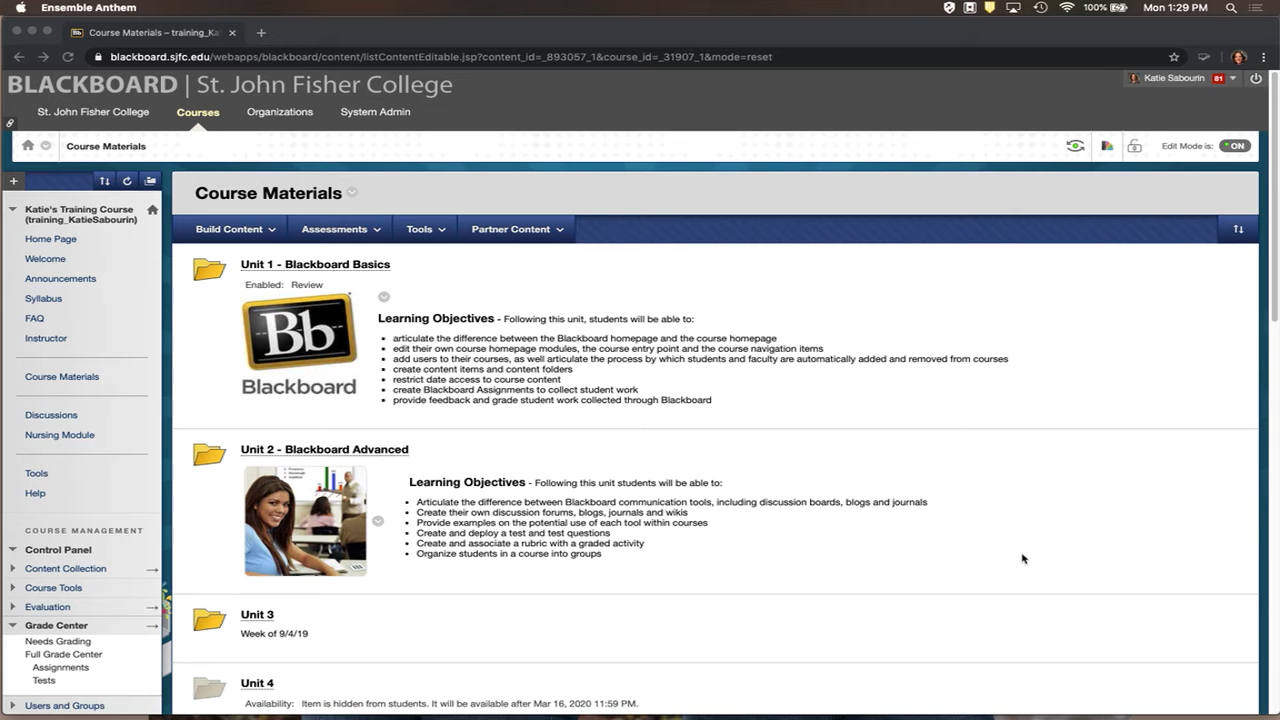 Ensemble Anthem
100%
Mon 1:29 PM
Bb
Course Materials – training_Ka
blackboard.sjfc.edu/webapps/blackboard/content/listContentEditable.jsp?content_id=_893057_1&course_id=_31907_1&mode=reset
BLACKBOARD | St. John Fisher College
Katie Sabourin
81
St. John Fisher College
Courses
Organizations
System Admin
Course Materials
Edit Mode is:
ON
Katie's Training Course
(training_KatieSabourin)
Home Page
Welcome
Announcements
Syllabus
FAQ
Instructor
Course Materials
Discussions
Nursing Module
Tools
Help
COURSE MANAGEMENT
Control Panel
Content Collection
Course Tools
Evaluation
Grade Center
Needs Grading
Full Grade Center
Assignments
Tests
Users and Groups
Course Materials
Build Content
Assessments
Tools
Partner Content
Unit 1 - Blackboard Basics
Enabled: Review
Bb
Blackboard
Learning Objectives - Following this unit, students will be able to:
articulate the difference between the Blackboard homepage and the course homepage
edit their own course homepage modules, the course entry point and the course navigation items
add users to their courses, as well articulate the process by which students and faculty are automatically added and removed from courses
create content items and content folders
restrict date access to course content
create Blackboard Assignments to collect student work
provide feedback and grade student work collected through Blackboard
Unit 2 - Blackboard Advanced
Learning Objectives - Following this unit students will be able to:
Articulate the difference between Blackboard communication tools, including discussion boards, blogs and journals
Create their own discussion forums, blogs, journals and wikis
Provide examples on the potential use of each tool within courses
Create and deploy a test and test questions
Create and associate a rubric with a graded activity
Organize students in a course into groups
Unit 3
Week of 9/4/19
Unit 4
Availability: Item is hidden from students. It will be available after Mar 16, 2020 11:59 PM.